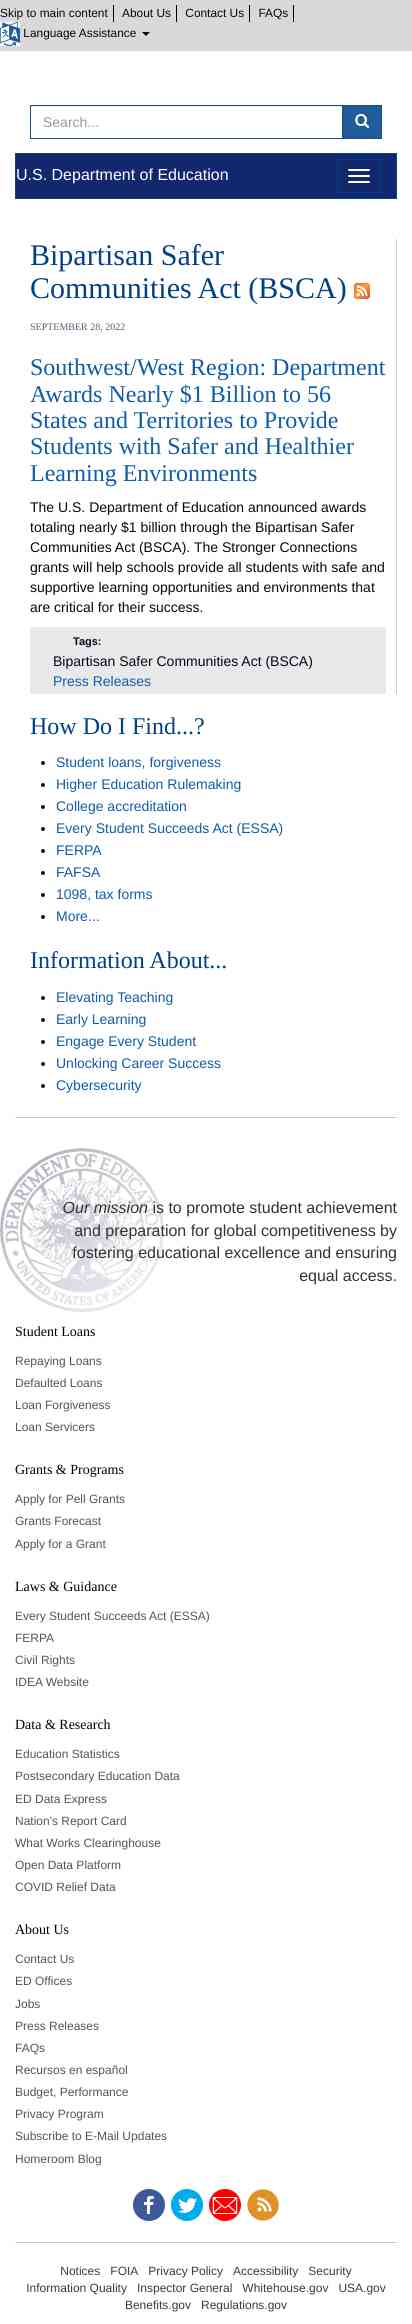 Skip to main content About Us Contact Us FAQs
Language Assistance
Search...
U.S. Department of Education
Bipartisan Safer
Communities Act (BSCA)
SEPTEMBER 28, 2022
Southwest/West Region: Department
Awards Nearly $1 Billion to 56
States and Territories to Provide
Students with Safer and Healthier
Learning Environments
The U.S. Department of Education announced awards
totaling nearly $1 billion through the Bipartisan Safer
Communities Act (BSCA). The Stronger Connections
grants will help schools provide all students with safe and
supportive learning opportunities and environments that
are critical for their success.
Tags:
Bipartisan Safer Communities Act (BSCA)
Press Releases
How Do I Find...?
Student loans, forgiveness
Higher Education Rulemaking
College accreditation
Every Student Succeeds Act (ESSA)
FERPA
FAFSA
1098, tax forms
More...
Information About...
Elevating Teaching
Early Learning
Engage Every Student
Unlocking Career Success
Cybersecurity
DEPARTMENT OF EDUCATION
UNITED STATES OF AMERICA
Our mission is to promote student achievement
and preparation for global competitiveness by
fostering educational excellence and ensuring
equal access.
Student Loans
Repaying Loans
Defaulted Loans
Loan Forgiveness
Loan Servicers
Grants & Programs
Apply for Pell Grants
Grants Forecast
Apply for a Grant
Laws & Guidance
Every Student Succeeds Act (ESSA)
FERPA
Civil Rights
IDEA Website
Data & Research
Education Statistics
Postsecondary Education Data
ED Data Express
Nation's Report Card
What Works Clearinghouse
Open Data Platform
COVID Relief Data
About Us
Contact Us
ED Offices
Jobs
Press Releases
FAQs
Recursos en español
Budget, Performance
Privacy Program
Subscribe to E-Mail Updates
Homeroom Blog
Notices FOIA Privacy Policy Accessibility Security
Information Quality Inspector General Whitehouse.gov USA.gov
Benefits.gov Regulations.gov